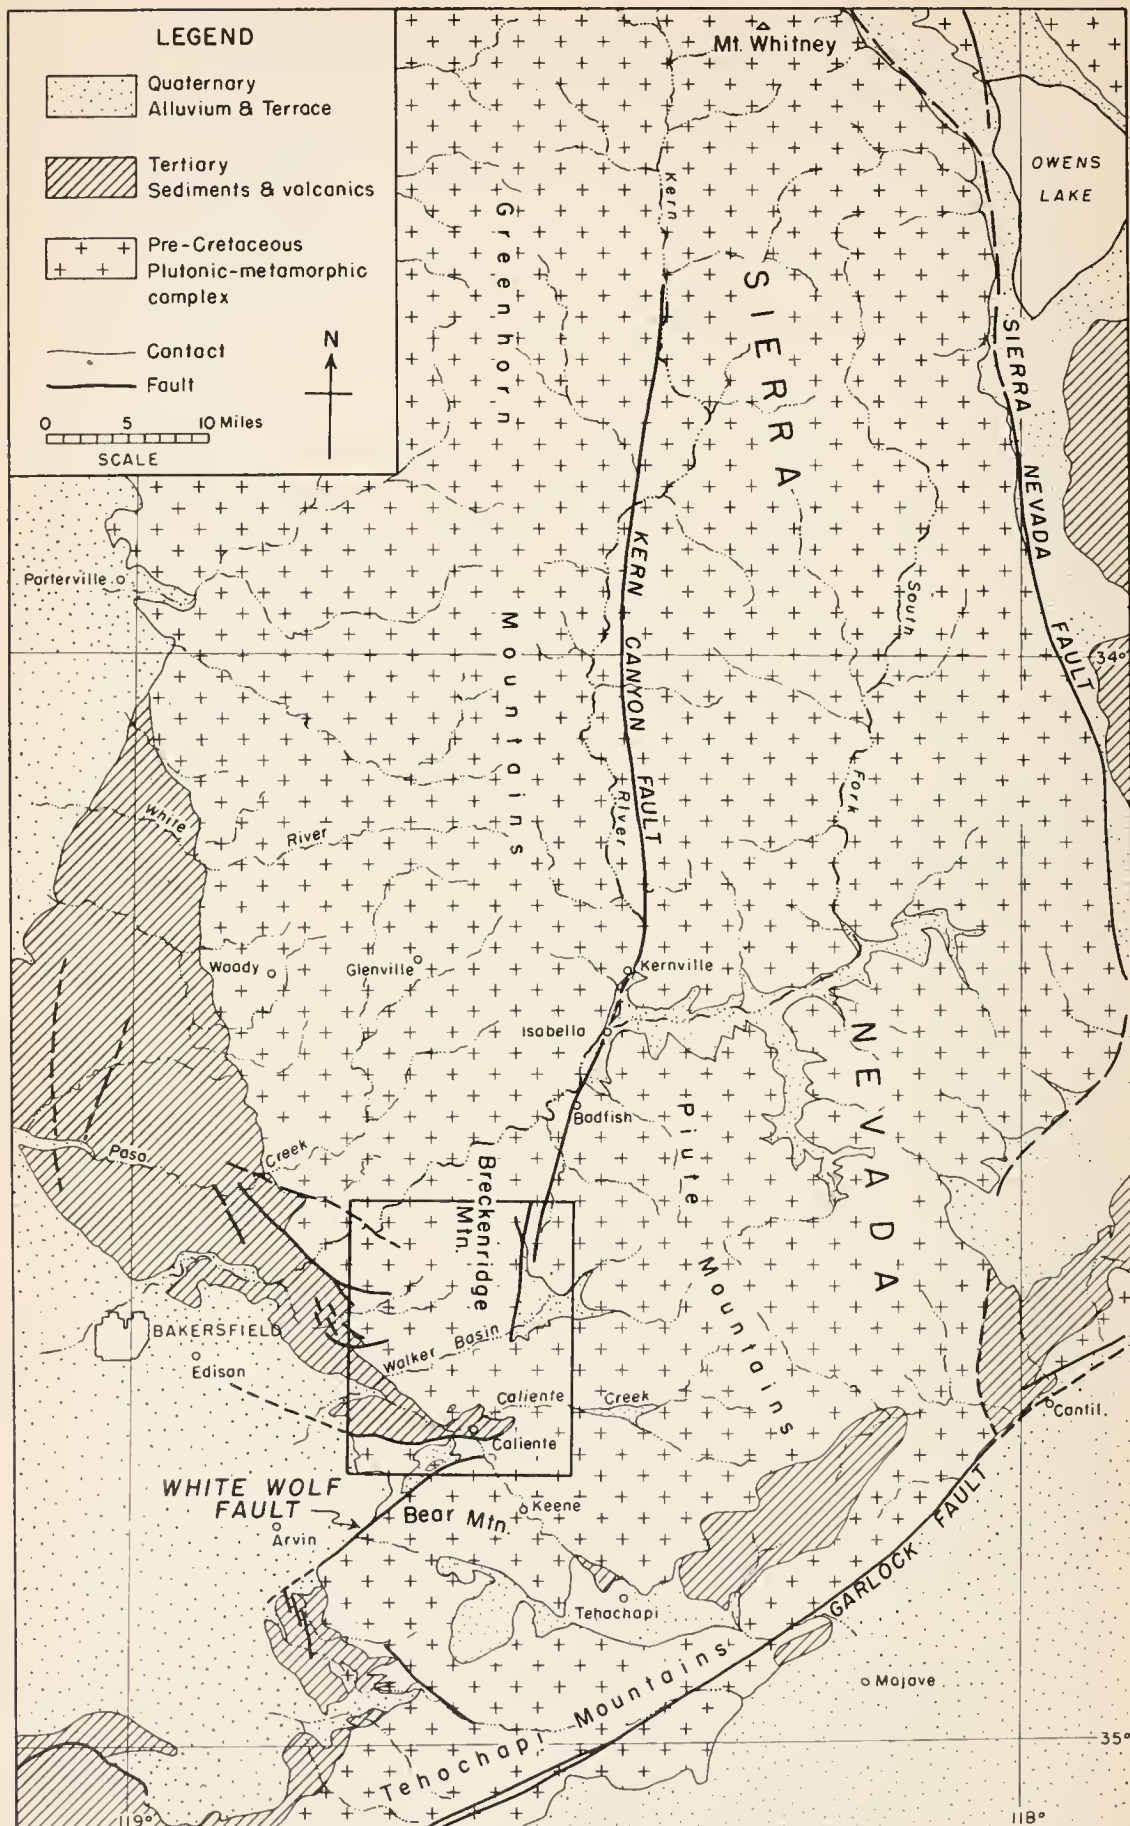 LEGEND
Quaternary
Alluvium & Terrace
Tertiary
Sediments & volcanics
Pre-Cretaceous
Plutonic-metamorphic
complex
Contact
Fault
N
0 5 10 Miles
SCALE
Mt. Whitney
OWENS
LAKE
Kern
Greenhorn
SIERRA
SIERRA
NEVADA
FAULT
Porterville
KERN
CANYON
FAULT
South
Mountains
34°
Fork
White
River
River
Woody
Glenville
Kernville
Isabella
NEVADA
Bodfish
Piute
Poso
Creek
Breckenridge
Mtn.
Mountains
BAKERSFIELD
Edison
Walker Basin
Caliente Creek
Cantil.
Caliente
WHITE WOLF
FAULT
Keene
Bear Mtn.
Arvin
GARLOCK FAULT
Tehachapi
Mojave
Tehachapi Mountains
35°
119°
118°